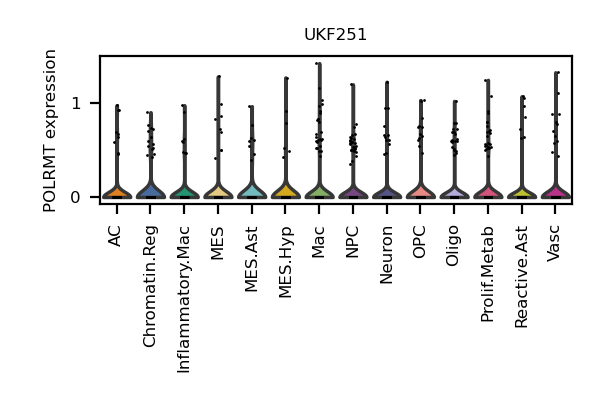 UKF251
POLRMT expression
1
0
AC
Chromatin.Reg
Inflammatory.Mac
MES
MES.Ast
MES.Hyp
Mac
NPC
Neuron
OPC
Oligo
Prolif.Metab
Reactive.Ast
Vasc